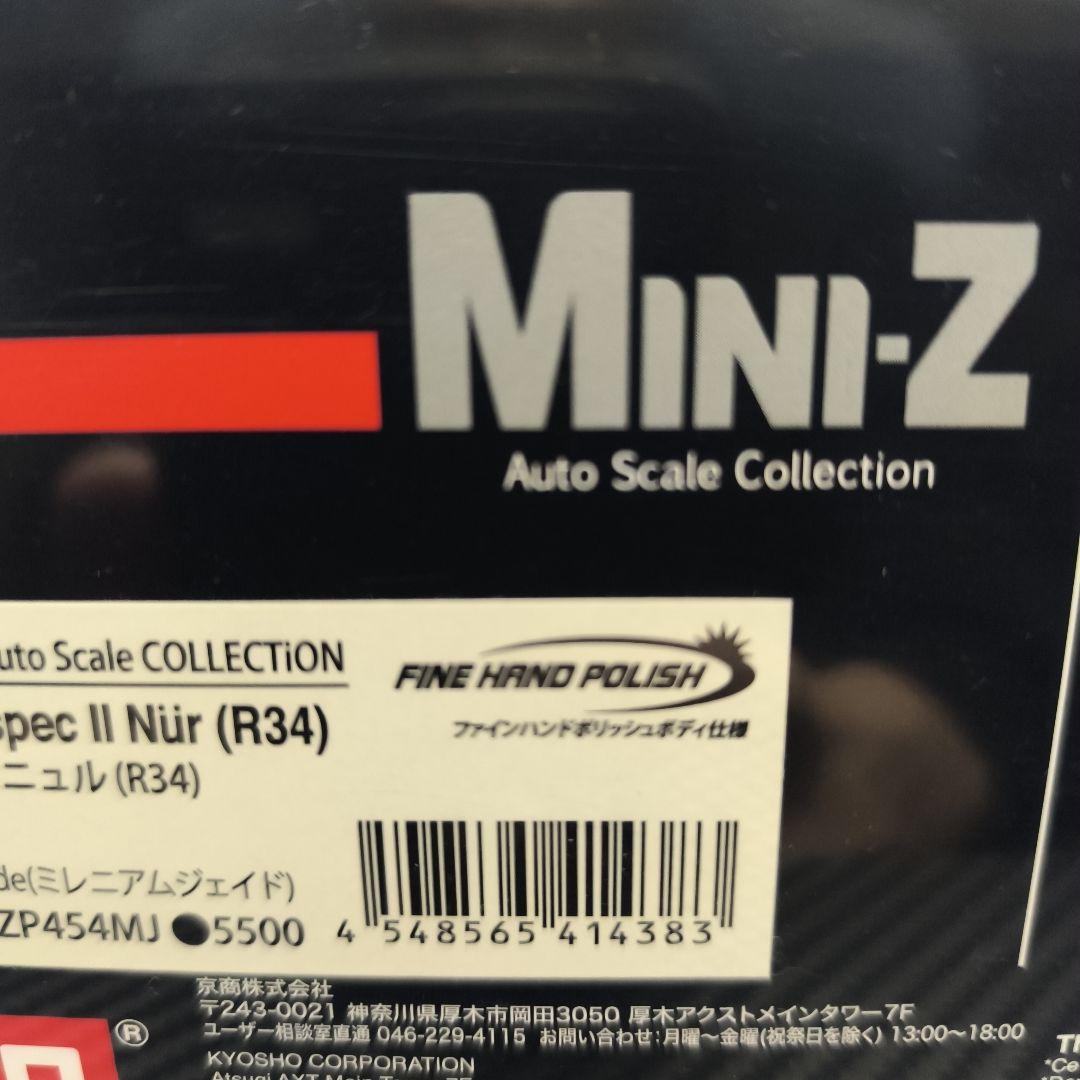 MINI-Z
Auto Scale Collection
uto Scale COLLECTiON
FINE HAND POLISH
spec II Nür (R34)
ファインハンドポリッシュボディ仕様
ニュル(R34)
de(ミレニアムジェイド)
ZP454MJ ●5500
4 548565 414383
京商株式会社
〒243-0021 神奈川県厚木市岡田3050 厚木アクストメインタワー7F
ユーザー相談室直通 046-229-4115 お問い合わせ:月曜〜金曜(祝祭日を除く) 13:00〜18:00
®
KYOSHO CORPORATION
Atsugi AXT Main Tower 7F